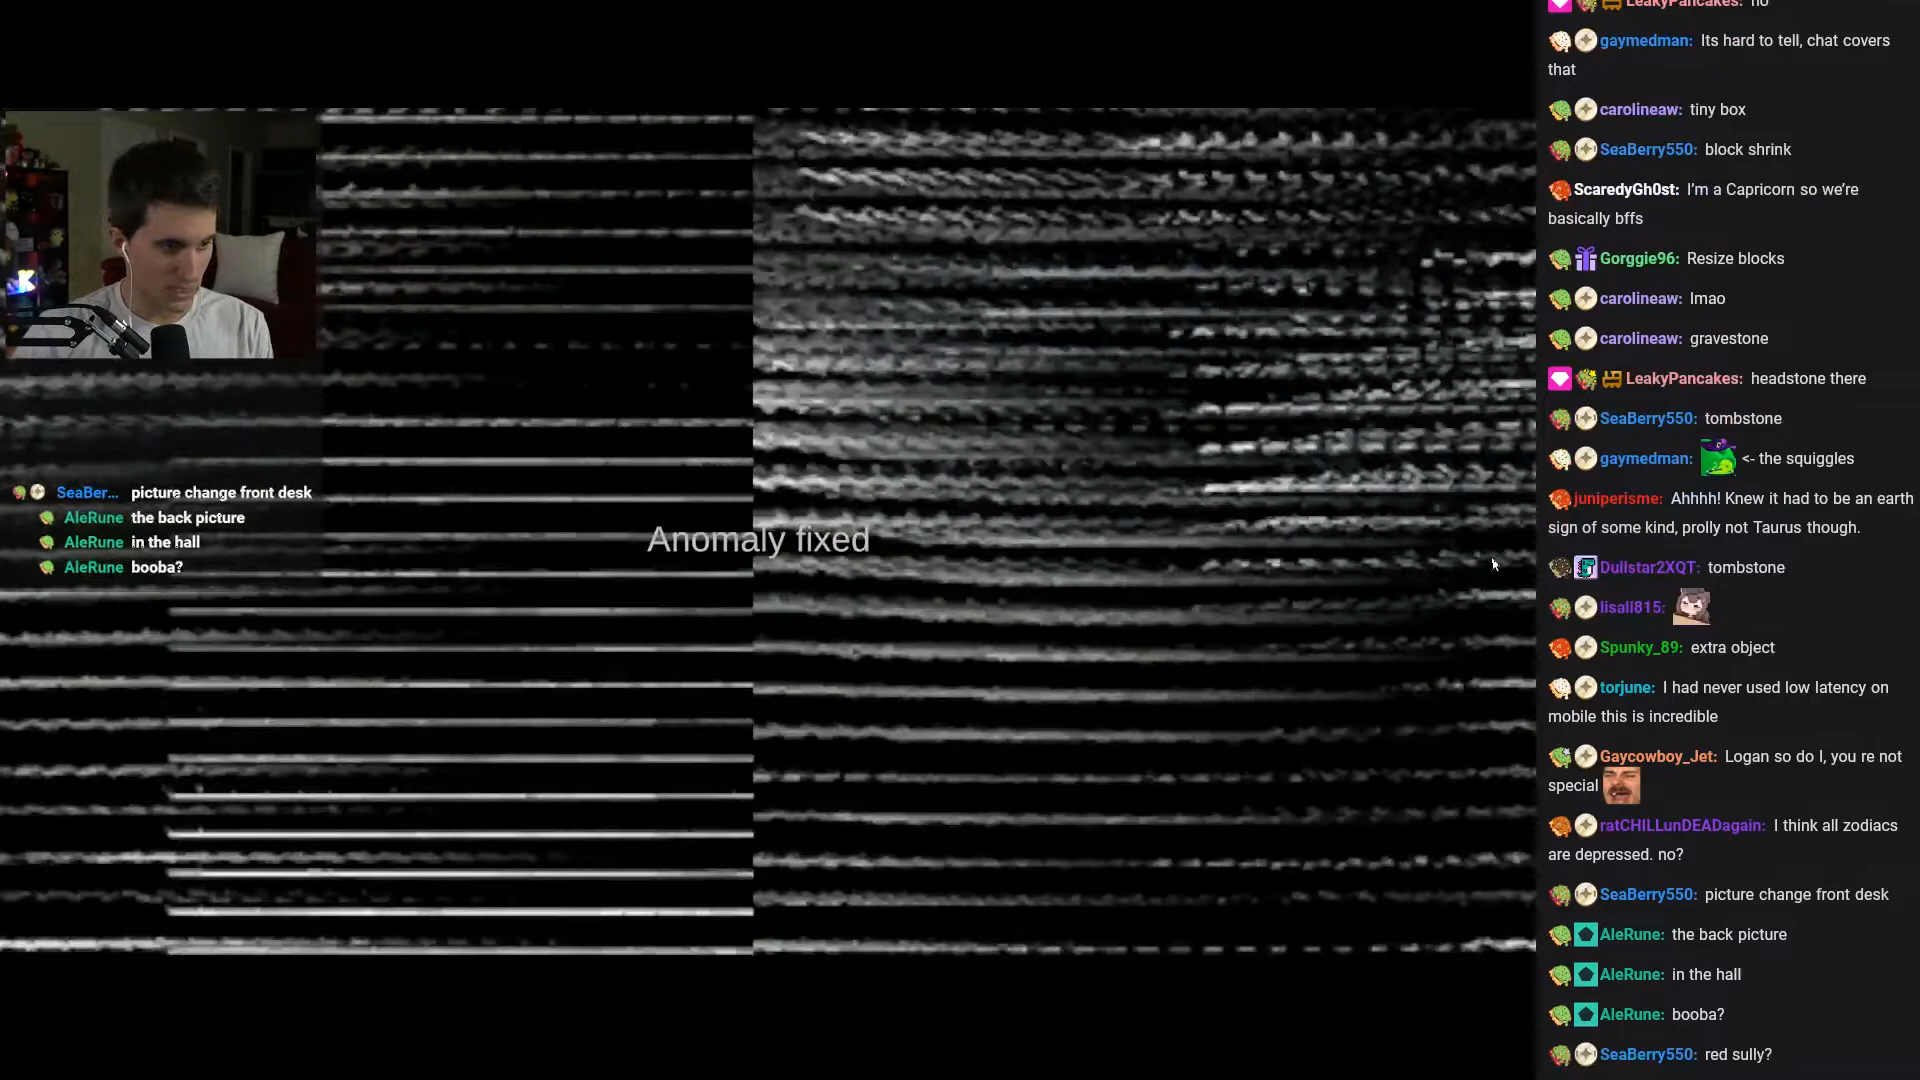 SeaBer... picture change front desk
AleRune the back picture
AleRune in the hall
AleRune booba?
Anomaly fixed
LeakyPancakes: no
gaymedman: Its hard to tell, chat covers
that
carolineaw: tiny box
SeaBerry550: block shrink
ScaredyGh0st: I’m a Capricorn so we’re
basically bffs
Gorggie96: Resize blocks
carolineaw: lmao
carolineaw: gravestone
LeakyPancakes: headstone there
SeaBerry550: tombstone
gaymedman: <- the squiggles
juniperisme: Ahhhh! Knew it had to be an earth
sign of some kind, prolly not Taurus though.
Dullstar2XQT: tombstone
lisall815:
Spunky_89: extra object
torjune: I had never used low latency on
mobile this is incredible
Gaycowboy_Jet: Logan so do I, you re not
special
ratCHILLunDEADagain: I think all zodiacs
are depressed. no?
SeaBerry550: picture change front desk
AleRune: the back picture
AleRune: in the hall
AleRune: booba?
SeaBerry550: red sully?